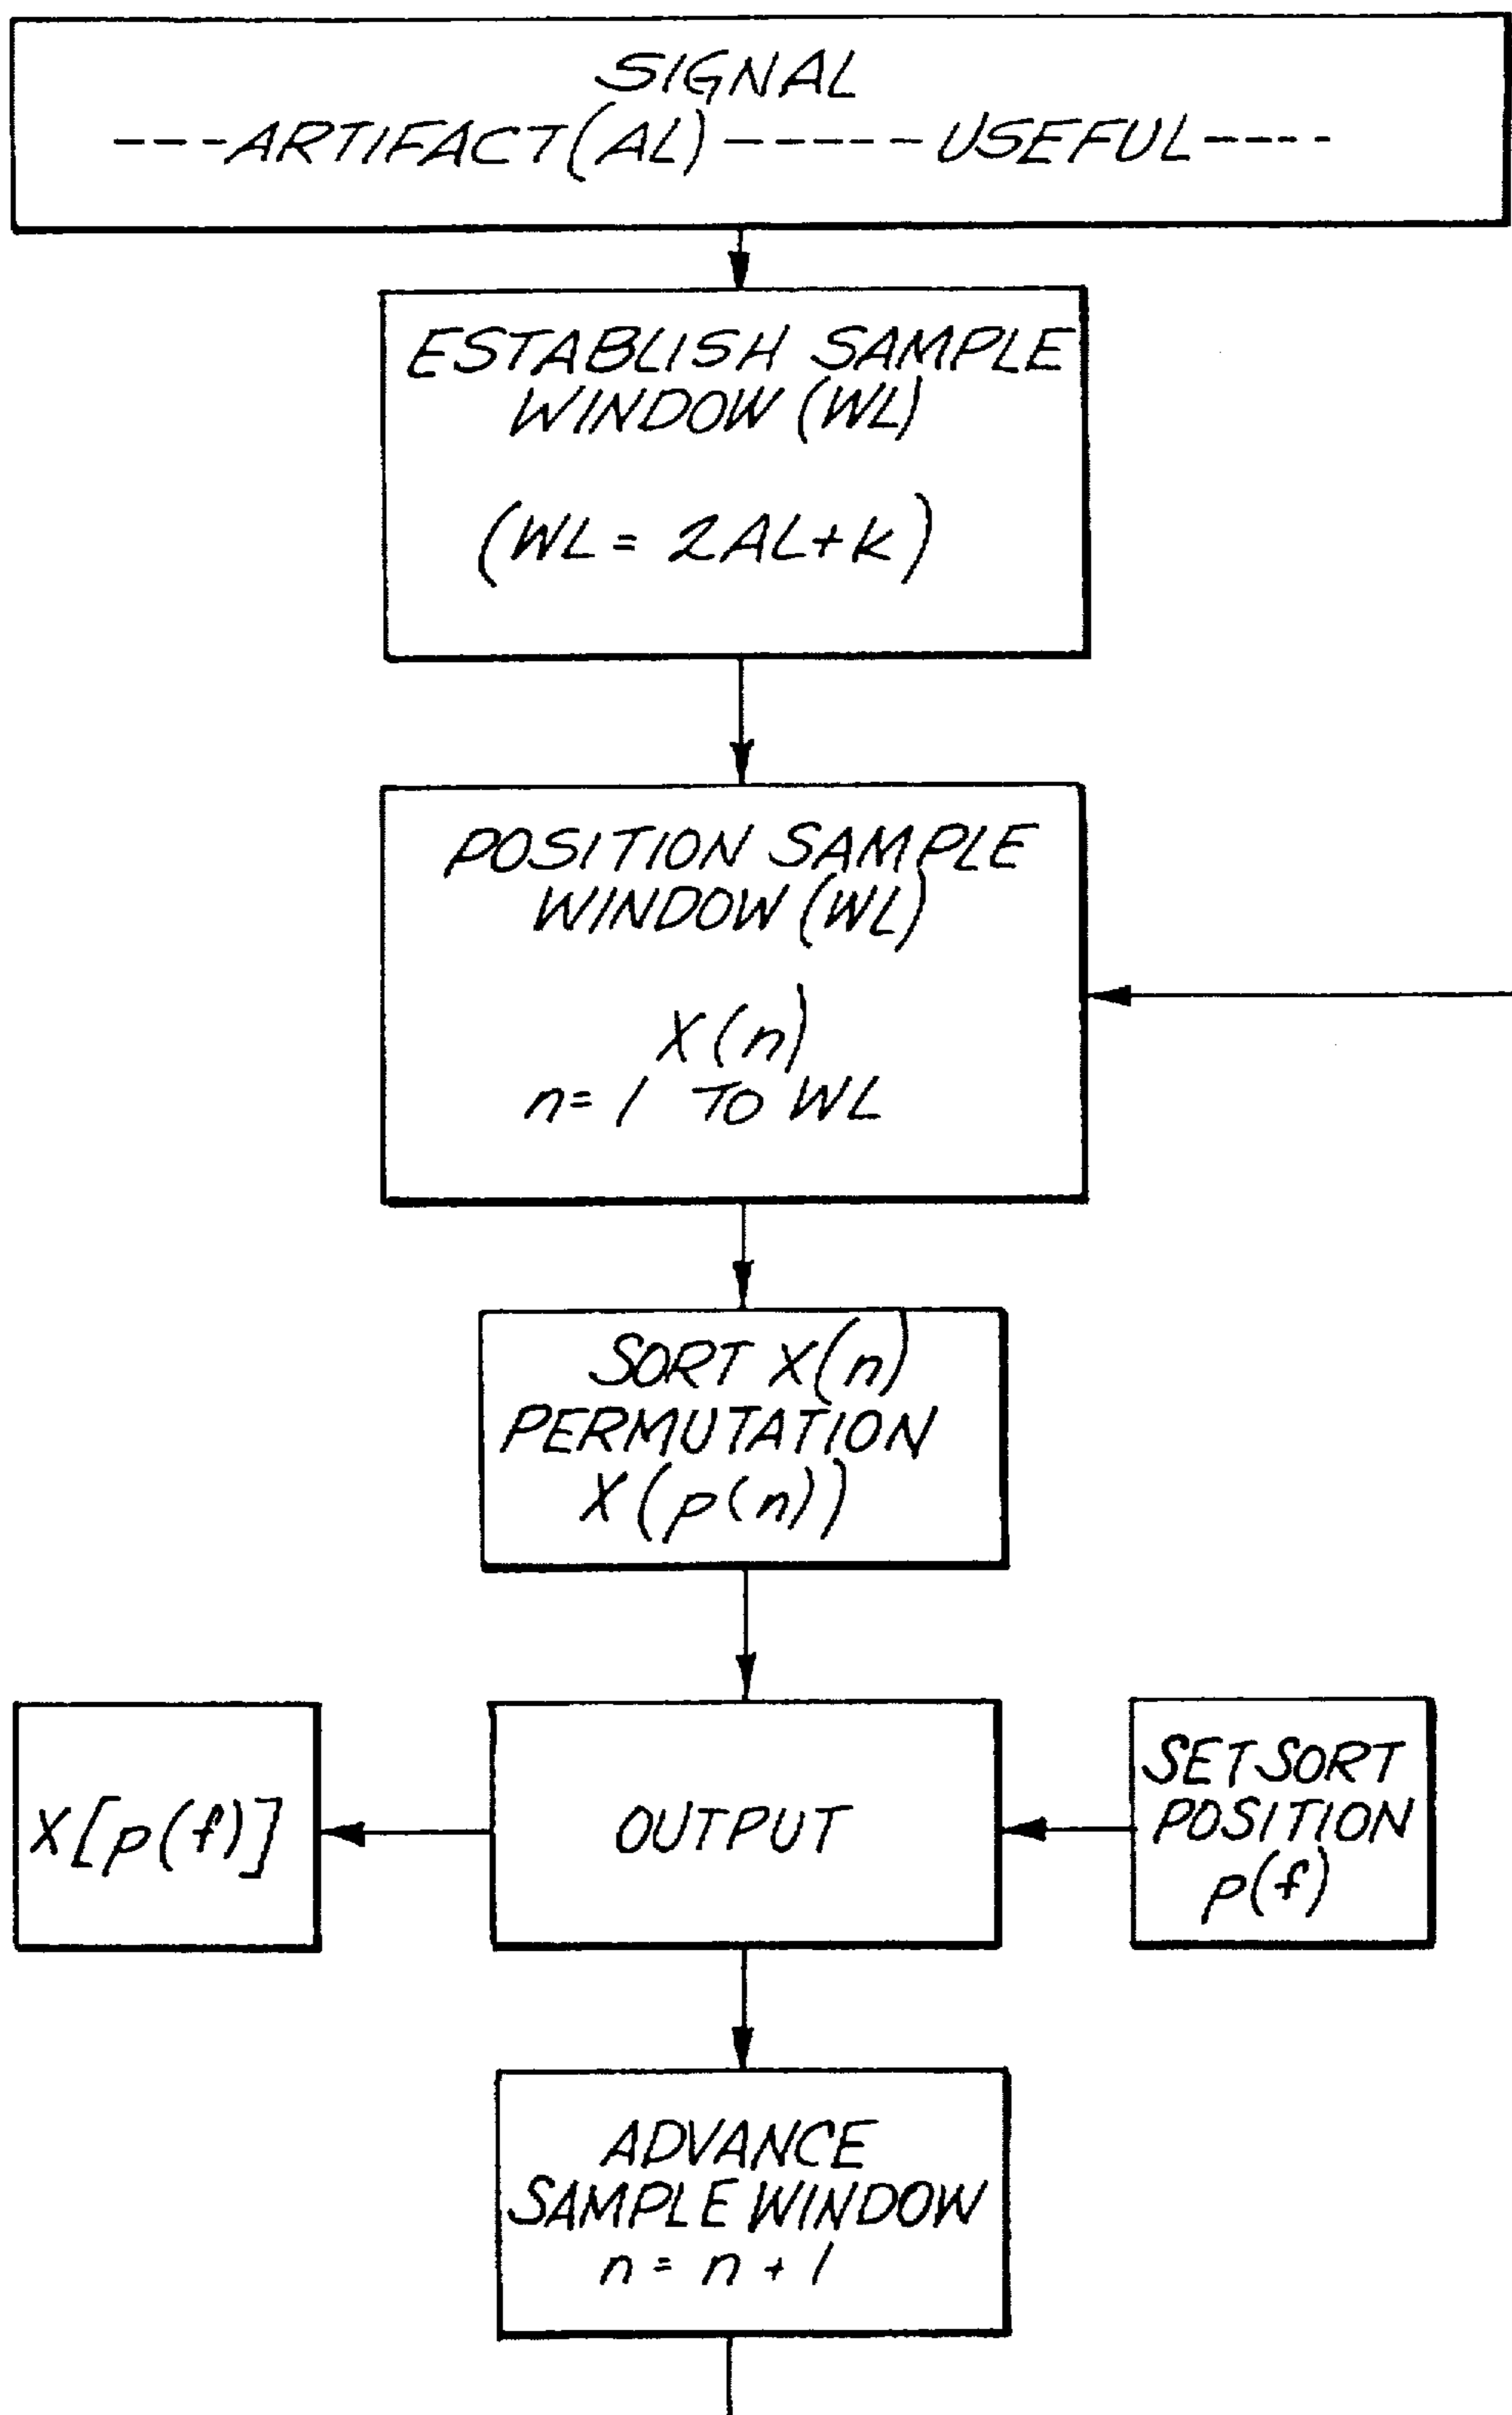 SIGNAL
---ARTIFACT(AL)------USEFUL----
ESTABLISH SAMPLE
WINDOW (WL)
(WL = 2AL+k)
POSITION SAMPLE
WINDOW (WL)
X(n)
n=1 TO WL
SORT X(n)
PERMUTATION
X(p(n))
X[p(f)]
OUTPUT
SET SORT
POSITION
p(f)
ADVANCE
SAMPLE WINDOW
n = n + 1